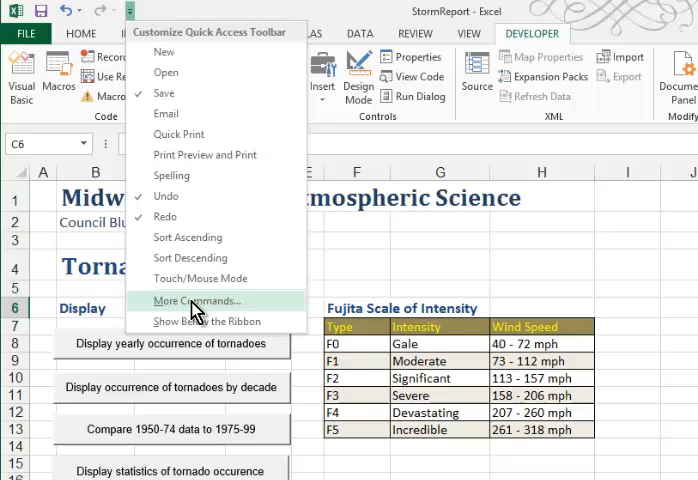 StormReport - Excel
FILE HOME DATA REVIEW VIEW DEVELOPER
Customize Quick Access Toolbar
New
Open
Save
Email
Quick Print
Print Preview and Print
Spelling
Undo
Redo
Sort Ascending
Sort Descending
Touch/Mouse Mode
More Commands...
Show Below the Ribbon
Visual Basic
Macros
Code
Insert
Design Mode
Properties
View Code
Run Dialog
Controls
Source
Map Properties
Expansion Packs
Refresh Data
Import
Export
XML
C6
A B E F G H I J
1
2 Council
3
4
5
6 Display Fujita Scale of Intensity
7 Type Intensity Wind Speed
8 Display yearly occurrence of tornadoes F0 Gale 40 - 72 mph
9 F1 Moderate 73 - 112 mph
10 Display occurrence of tornadoes by decade F2 Significant 113 - 157 mph
11 F3 Severe 158 - 206 mph
12 Compare 1950-74 data to 1975-99 F4 Devastating 207 - 260 mph
13 F5 Incredible 261 - 318 mph
14
15 Display statistics of tornado occurence